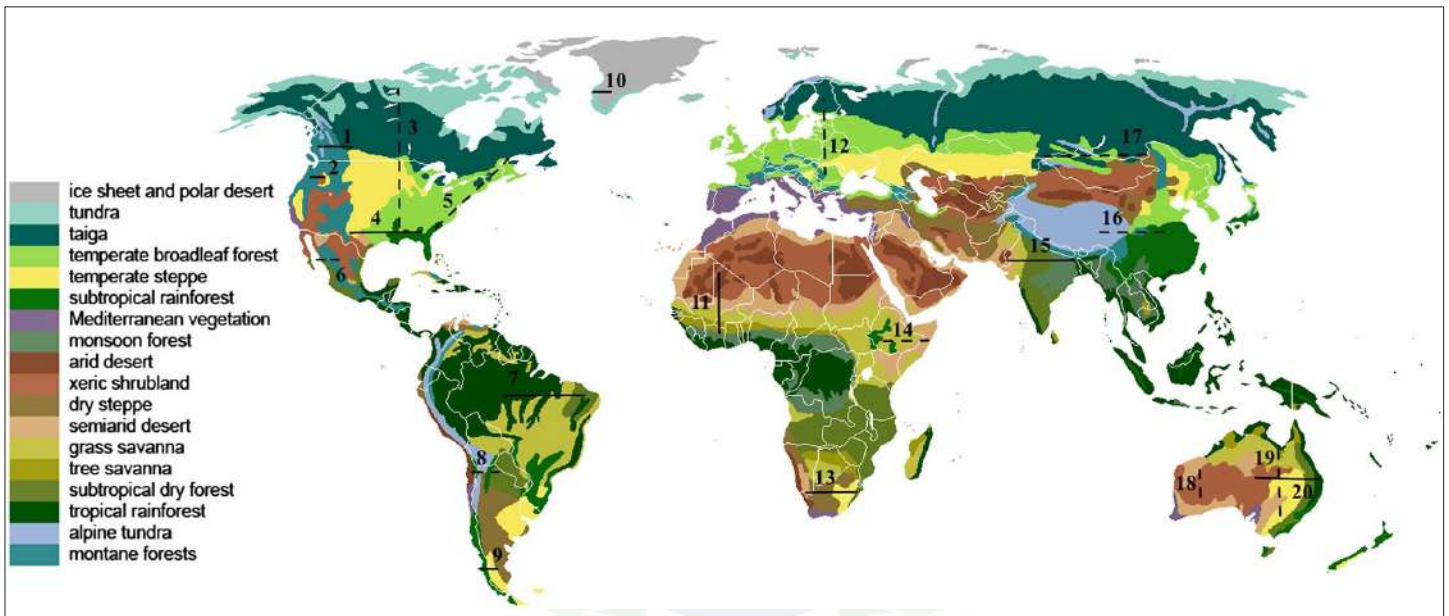 10
1
3
12
17
2
5
4
16
15
6
11
14
7
8
19
18
13
20
9
ice sheet and polar desert
tundra
taiga
temperate broadleaf forest
temperate steppe
subtropical rainforest
Mediterranean vegetation
monsoon forest
arid desert
xeric shrubland
dry steppe
semiarid desert
grass savanna
tree savanna
subtropical dry forest
tropical rainforest
alpine tundra
montane forests